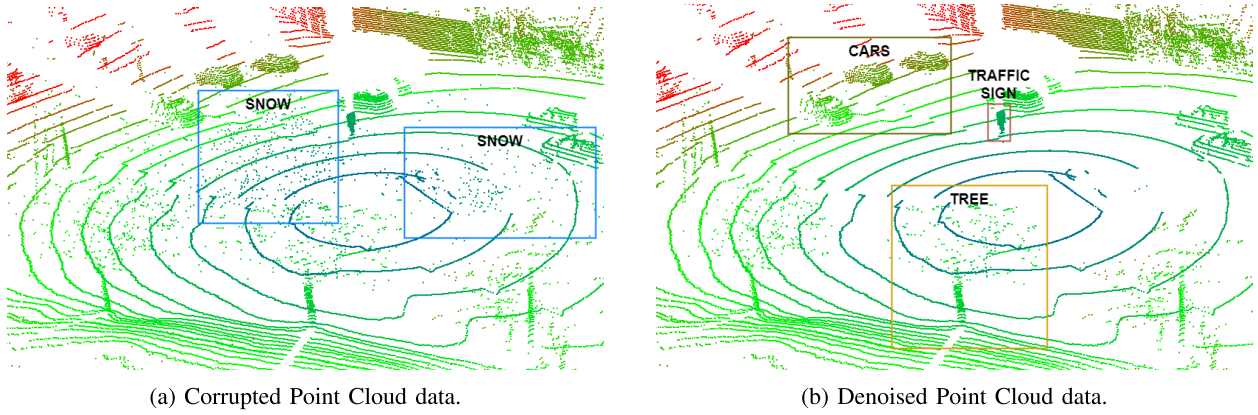 SNOW
SNOW
CARS
TRAFFIC
SIGN
TREE
(a) Corrupted Point Cloud data.
(b) Denoised Point Cloud data.